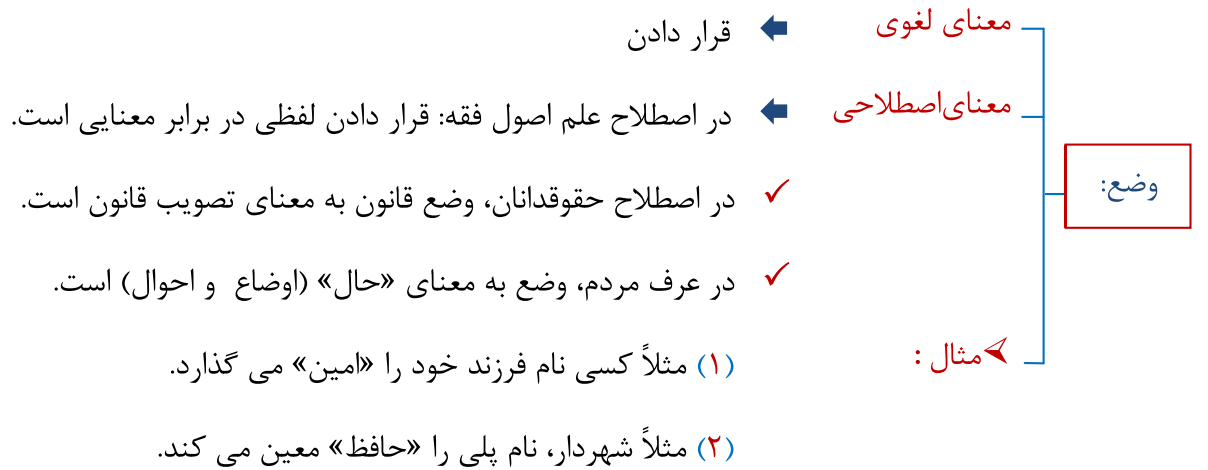 وضع:
معنای لغوی قرار دادن
معنای‌اصطلاحی در اصطلاح علم اصول فقه: قرار دادن لفظی در برابر معنایی است.
✓ در اصطلاح حقوقدانان، وضع قانون به معنای تصویب قانون است.
✓ در عرف مردم، وضع به معنای «حال» (اوضاع و احوال) است.
مثال : (۱) مثلاً کسی نام فرزند خود را «امین» می گذارد.
(۲) مثلاً شهردار، نام پلی را «حافظ» معین می کند.